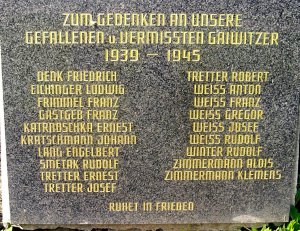 ZUM GEDENKEN AN UNSERE
GEFALLENEN U VERMISSTEN GAIWITZER
1939 — 1945
DENK FRIEDRICH
EICHINGER LUDWIG
FRIMMEL FRANZ
GASTGEB FRANZ
KATRNOSCHKA ERNEST
KRATSCHMANN JOHANN
LANG ENGELBERT
SMETAK RUDOLF
TRETTER ERNEST
TRETTER JOSEF
TRETTER ROBERT
WEISS ANTON
WEISS FRANZ
WEISS GREGOR
WEISS JOSEF
WEISS RUDOLF
WINTER RUDOLF
ZIMMERMANN ALOIS
ZIMMERMANN KLEMENS
RUHET IN FRIEDEN